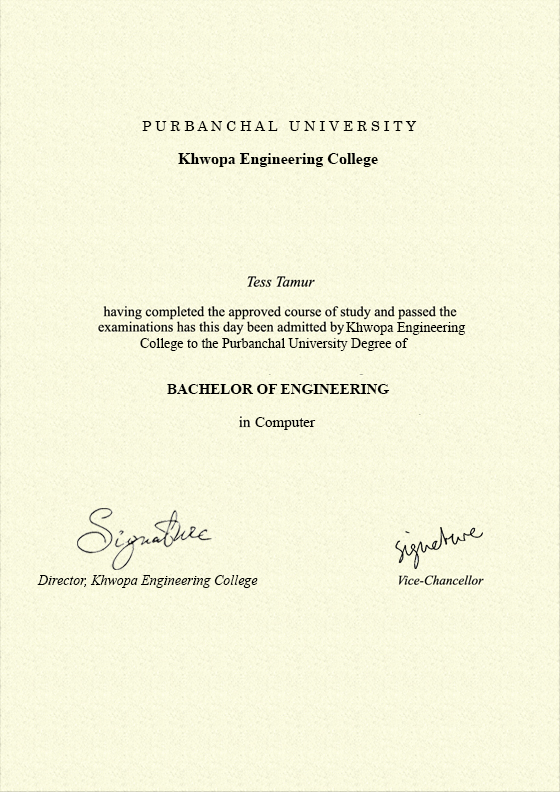 PURBANCHAL UNIVERSITY
Khwopa Engineering College
Tess Tamur
having completed the approved course of study and passed the
examinations has this day been admitted by Khwopa Engineering
College to the Purbanchal University Degree of
BACHELOR OF ENGINEERING
in Computer
Signature signature
Director, Khwopa Engineering College Vice-Chancellor